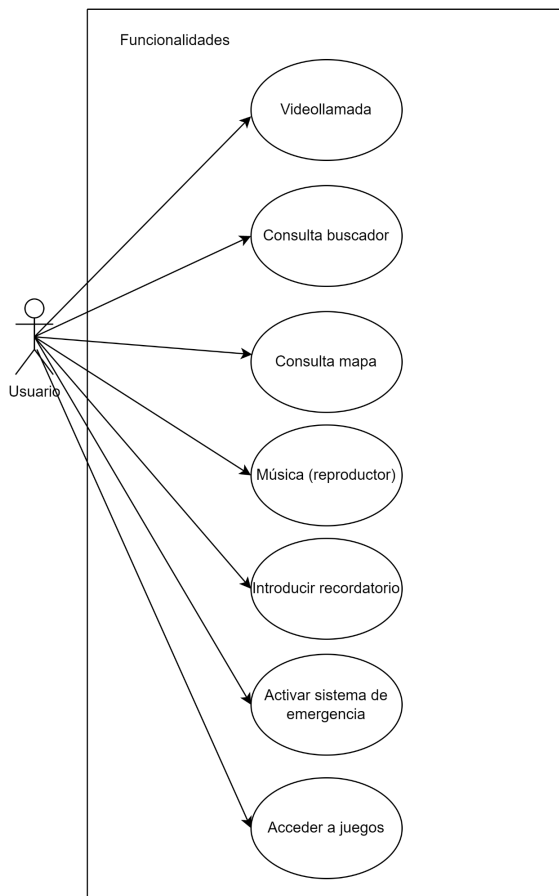 Funcionalidades
Videollamada
Consulta buscador
Consulta mapa
Usuario
Música (reproductor)
Introducir recordatorio
Activar sistema de
emergencia
Acceder a juegos